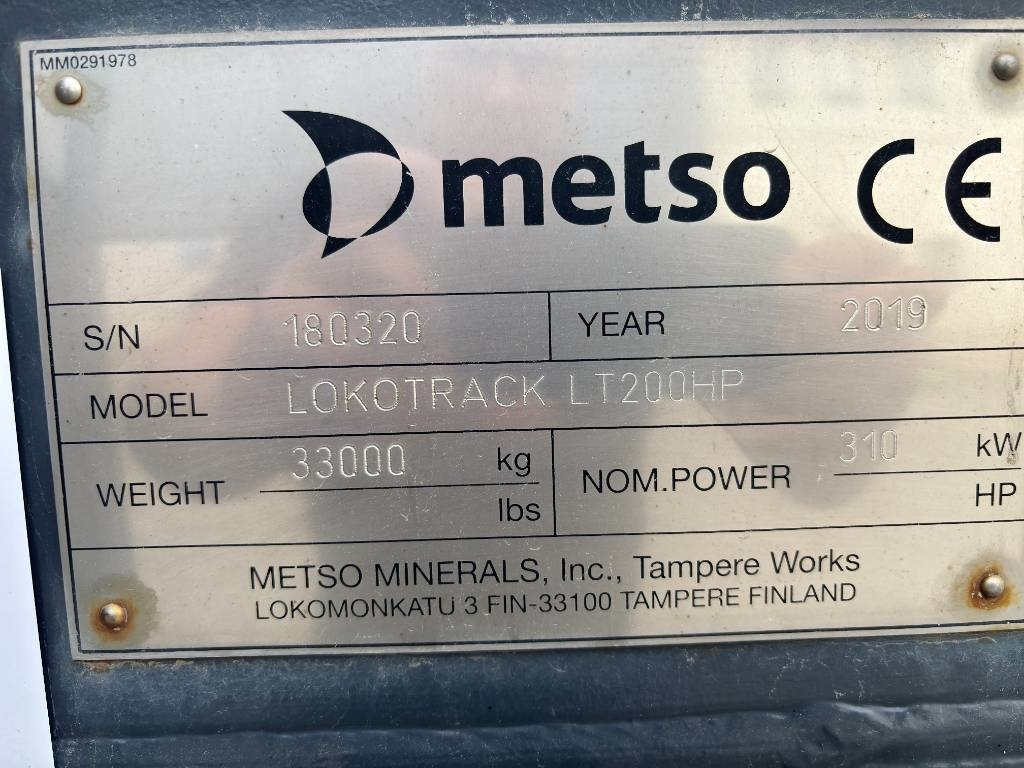 MM0291978
metso CE
S/N 180320 YEAR 2019
MODEL LOKOTRACK LT200HP
WEIGHT 33000 kg NOM.POWER 310 kW
lbs HP
METSO MINERALS, Inc., Tampere Works
LOKOMONKATU 3 FIN-33100 TAMPERE FINLAND